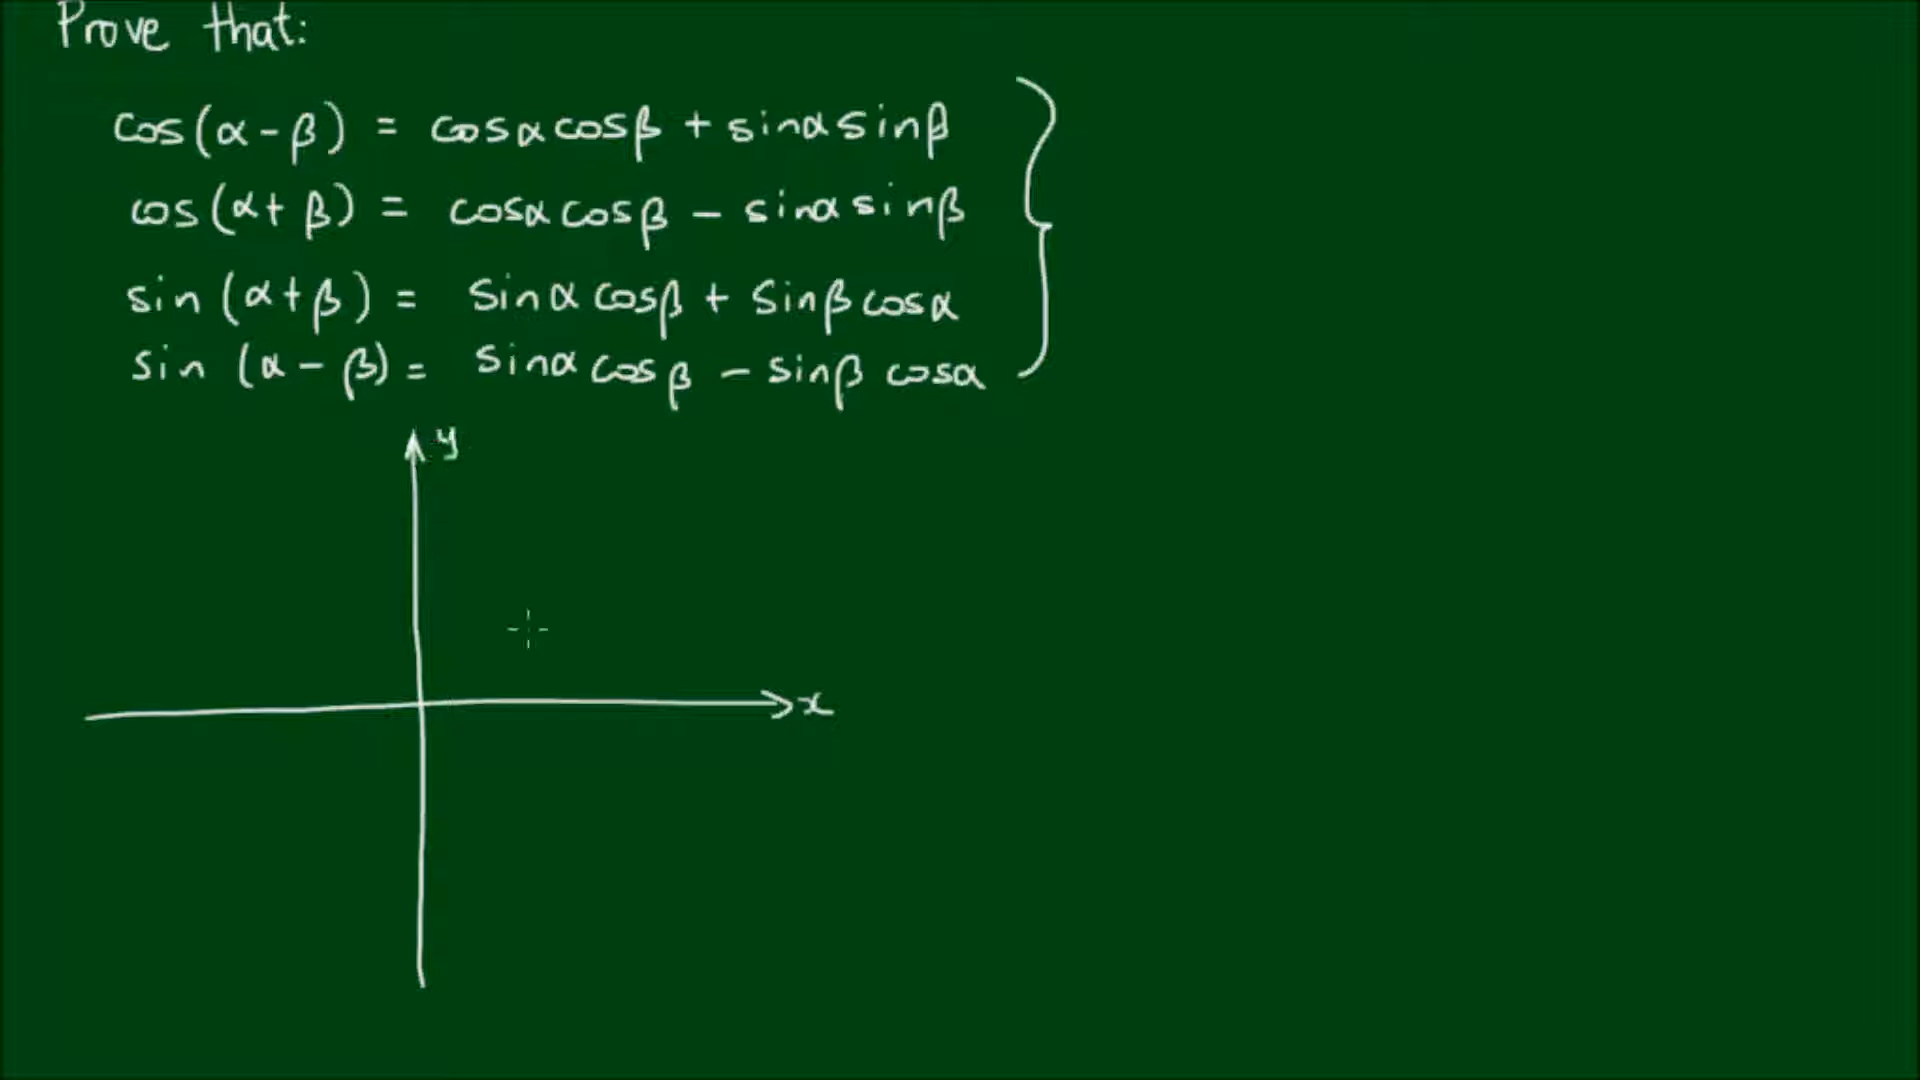 Prove that:
cos(α-β) = cosα cosβ + sinα sinβ
cos(α+β) = cosα cosβ - sinα sinβ
sin(α+β) = sinα cosβ + sinβ cosα
sin(α-β) = sinα cosβ - sinβ cosα
y
x